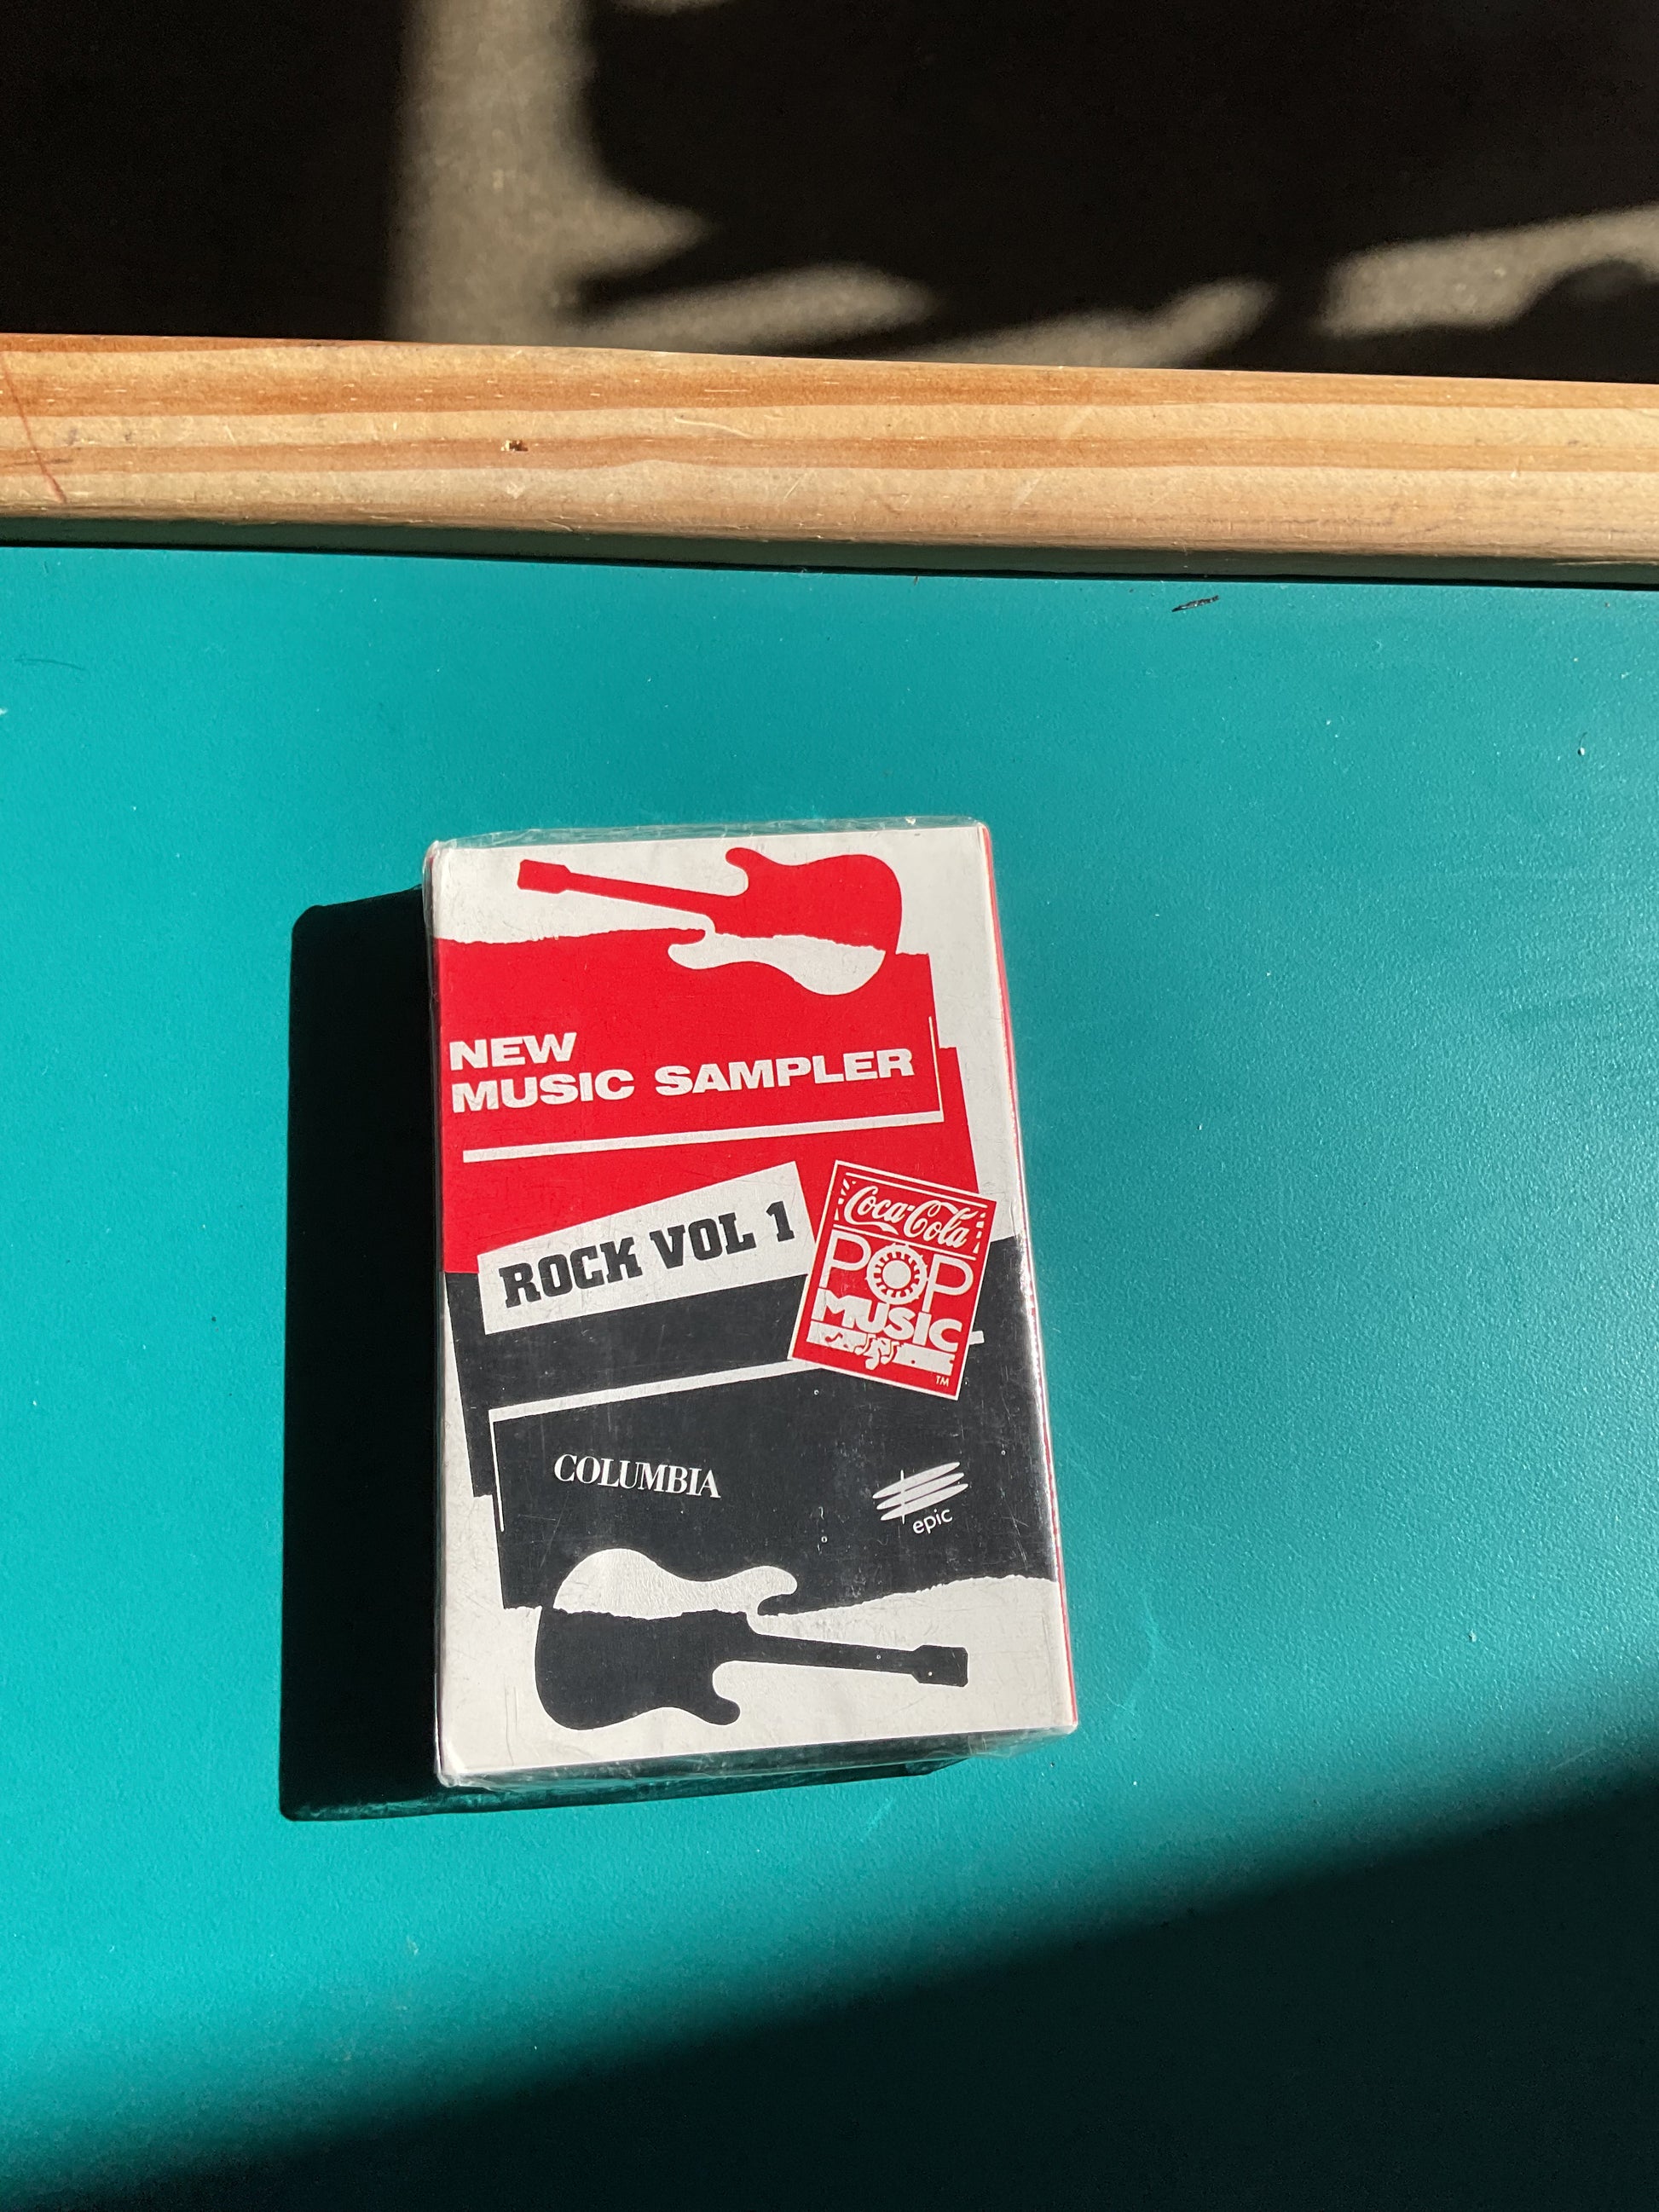 NEW
MUSIC SAMPLER
ROCK VOL 1
Coca-Cola
POP
MUSIC
TM
COLUMBIA
epic